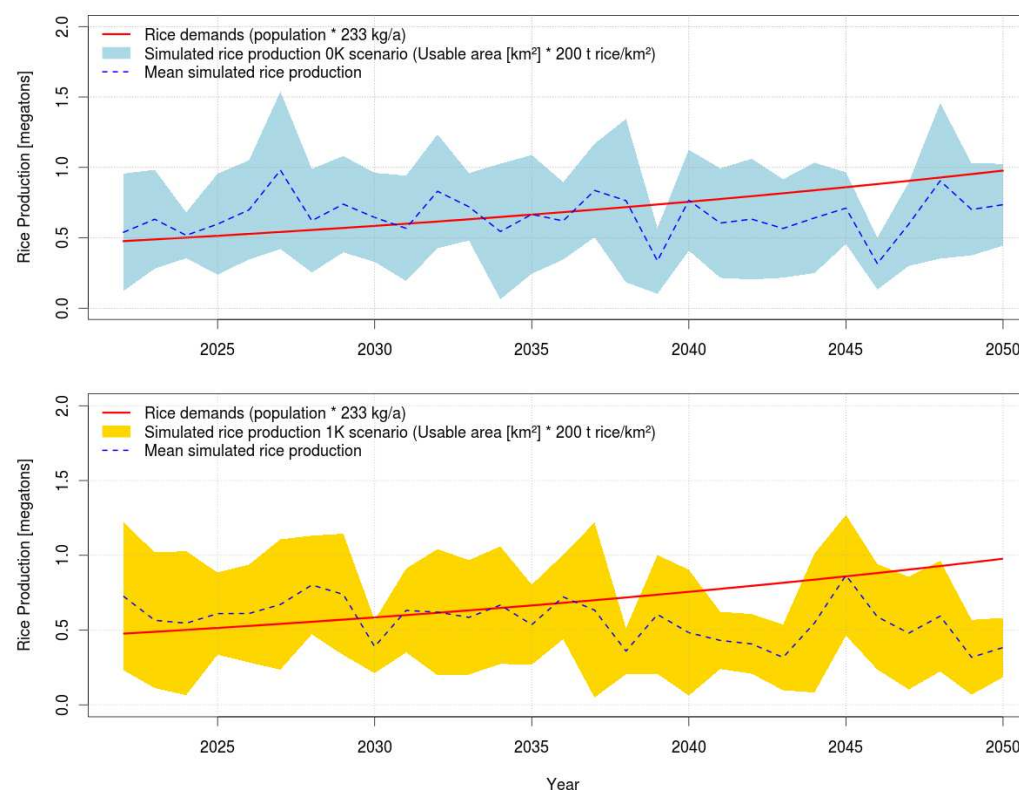 2.0
1.5
1.0
0.5
0.0
Rice Production [megatons]
Rice demands (population * 233 kg/a)
Simulated rice production 0K scenario (Usable area [km²] * 200 t rice/km²)
Mean simulated rice production
2025 2030 2035 2040 2045 2050
2.0
1.5
1.0
0.5
0.0
Rice Production [megatons]
Rice demands (population * 233 kg/a)
Simulated rice production 1K scenario (Usable area [km²] * 200 t rice/km²)
Mean simulated rice production
2025 2030 2035 2040 2045 2050
Year